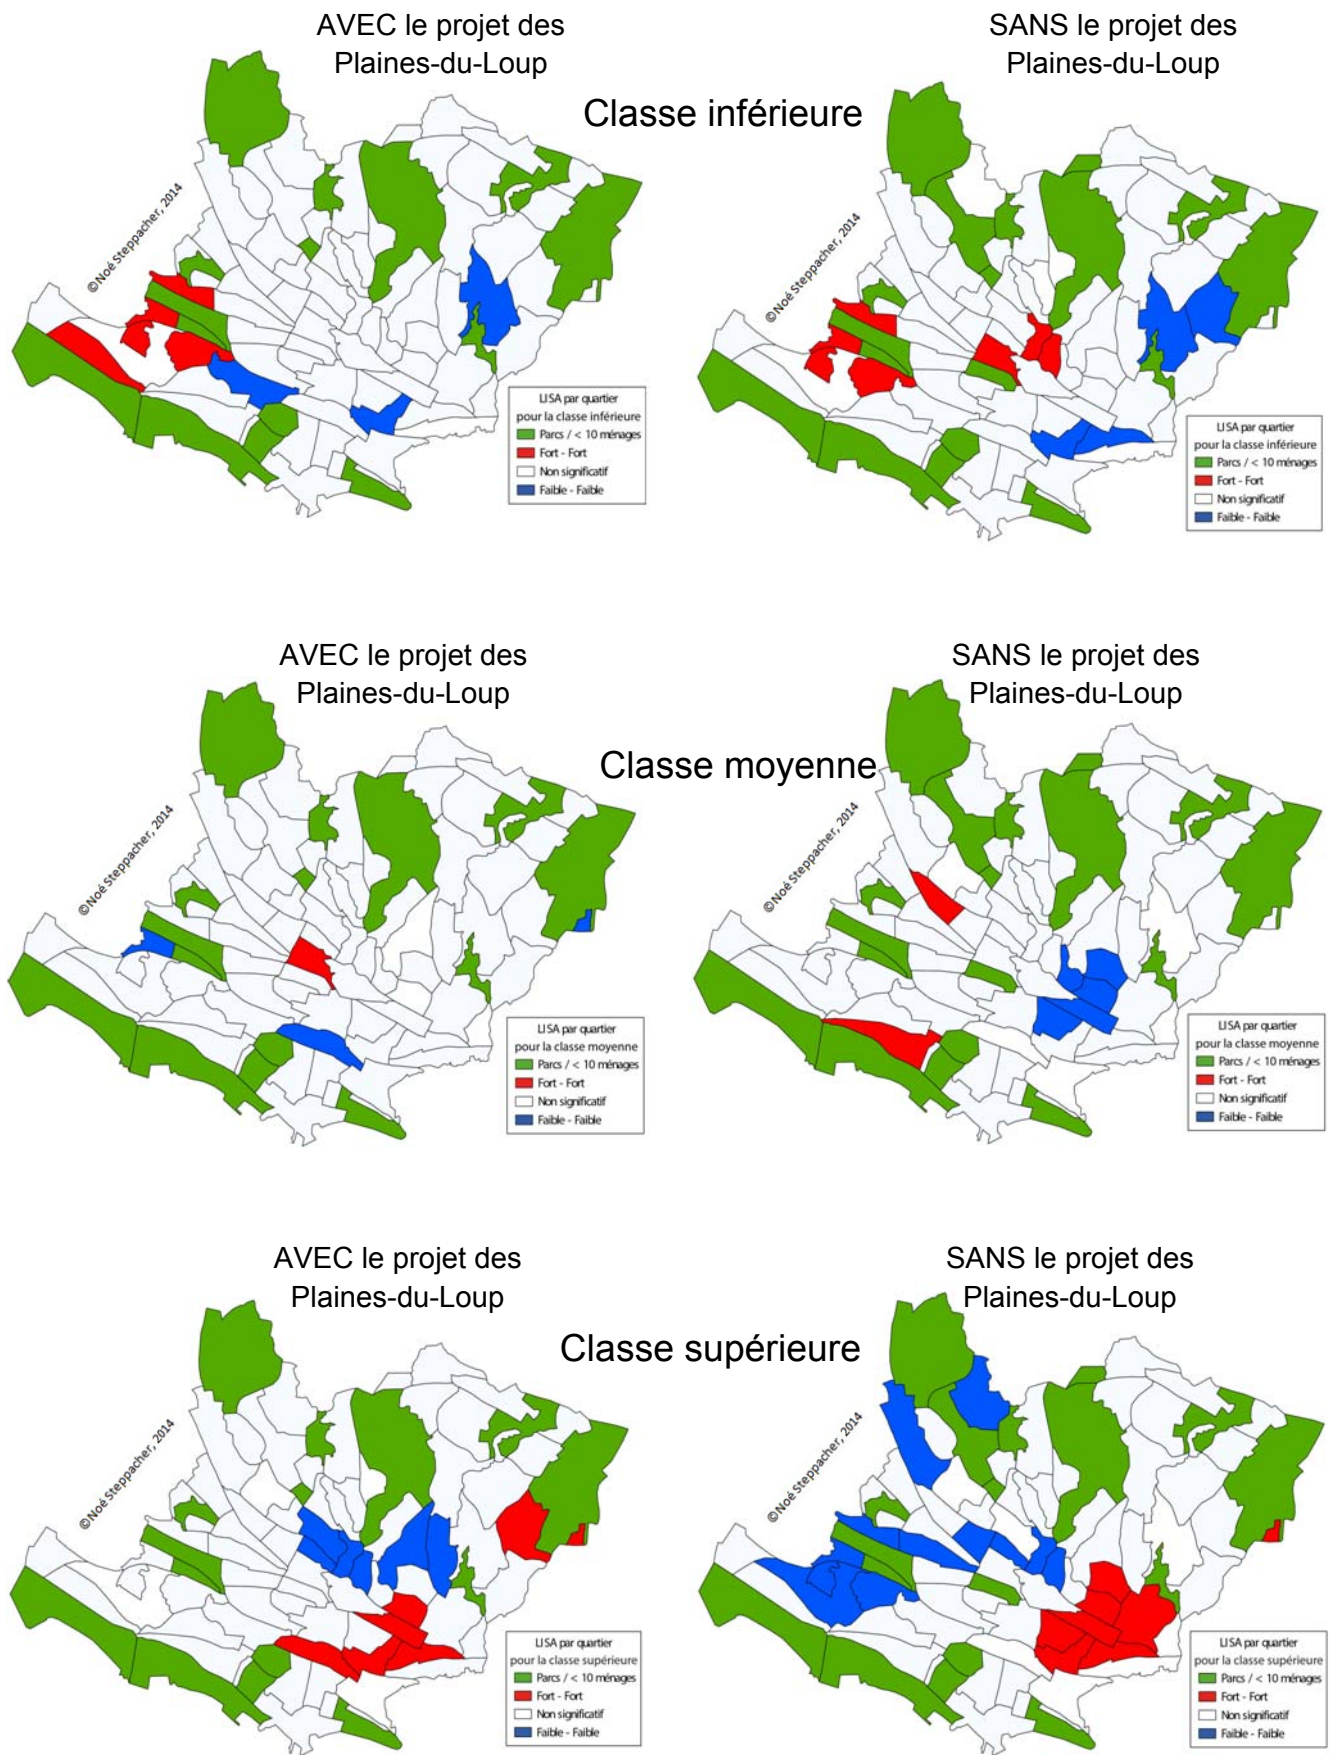 AVEC le projet des
Plaines-du-Loup
SANS le projet des
Plaines-du-Loup
Classe inférieure
©Noé Steppacher, 2014
LISA par quartier
pour la classe inférieure
Parcs / < 10 ménages
Fort - Fort
Non significatif
Faible - Faible
©Noé Steppacher, 2014
LISA par quartier
pour la classe inférieure
Parcs / < 10 ménages
Fort - Fort
Non significatif
Faible - Faible
AVEC le projet des
Plaines-du-Loup
SANS le projet des
Plaines-du-Loup
Classe moyenne
©Noé Steppacher, 2014
LISA par quartier
pour la classe moyenne
Parcs / < 10 ménages
Fort - Fort
Non significatif
Faible - Faible
©Noé Steppacher, 2014
LISA par quartier
pour la classe moyenne
Parcs / < 10 ménages
Fort - Fort
Non significatif
Faible - Faible
AVEC le projet des
Plaines-du-Loup
SANS le projet des
Plaines-du-Loup
Classe supérieure
©Noé Steppacher, 2014
LISA par quartier
pour la classe supérieure
Parcs / < 10 ménages
Fort - Fort
Non significatif
Faible - Faible
©Noé Steppacher, 2014
LISA par quartier
pour la classe supérieure
Parcs / < 10 ménages
Fort - Fort
Non significatif
Faible - Faible